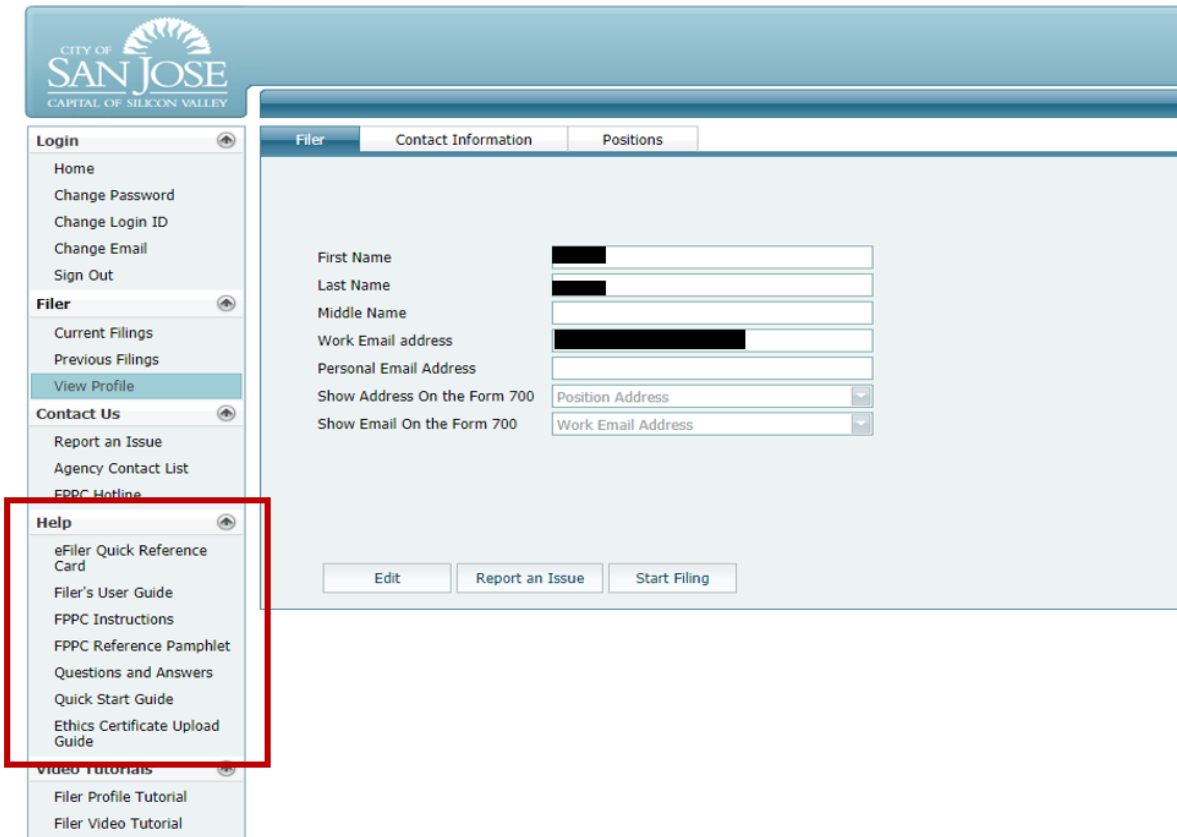 CITY OF
SAN JOSE
CAPITAL OF SILICON VALLEY
Login
Home
Change Password
Change Login ID
Change Email
Sign Out
Filer
Current Filings
Previous Filings
View Profile
Contact Us
Report an Issue
Agency Contact List
FPPC Hotline
Help
eFiler Quick Reference
Card
Filer's User Guide
FPPC Instructions
FPPC Reference Pamphlet
Questions and Answers
Quick Start Guide
Ethics Certificate Upload
Guide
Video Tutorials
Filer Profile Tutorial
Filer Video Tutorial
Filer Contact Information Positions
First Name
Last Name
Middle Name
Work Email address
Personal Email Address
Show Address On the Form 700 Position Address
Show Email On the Form 700 Work Email Address
Edit Report an Issue Start Filing